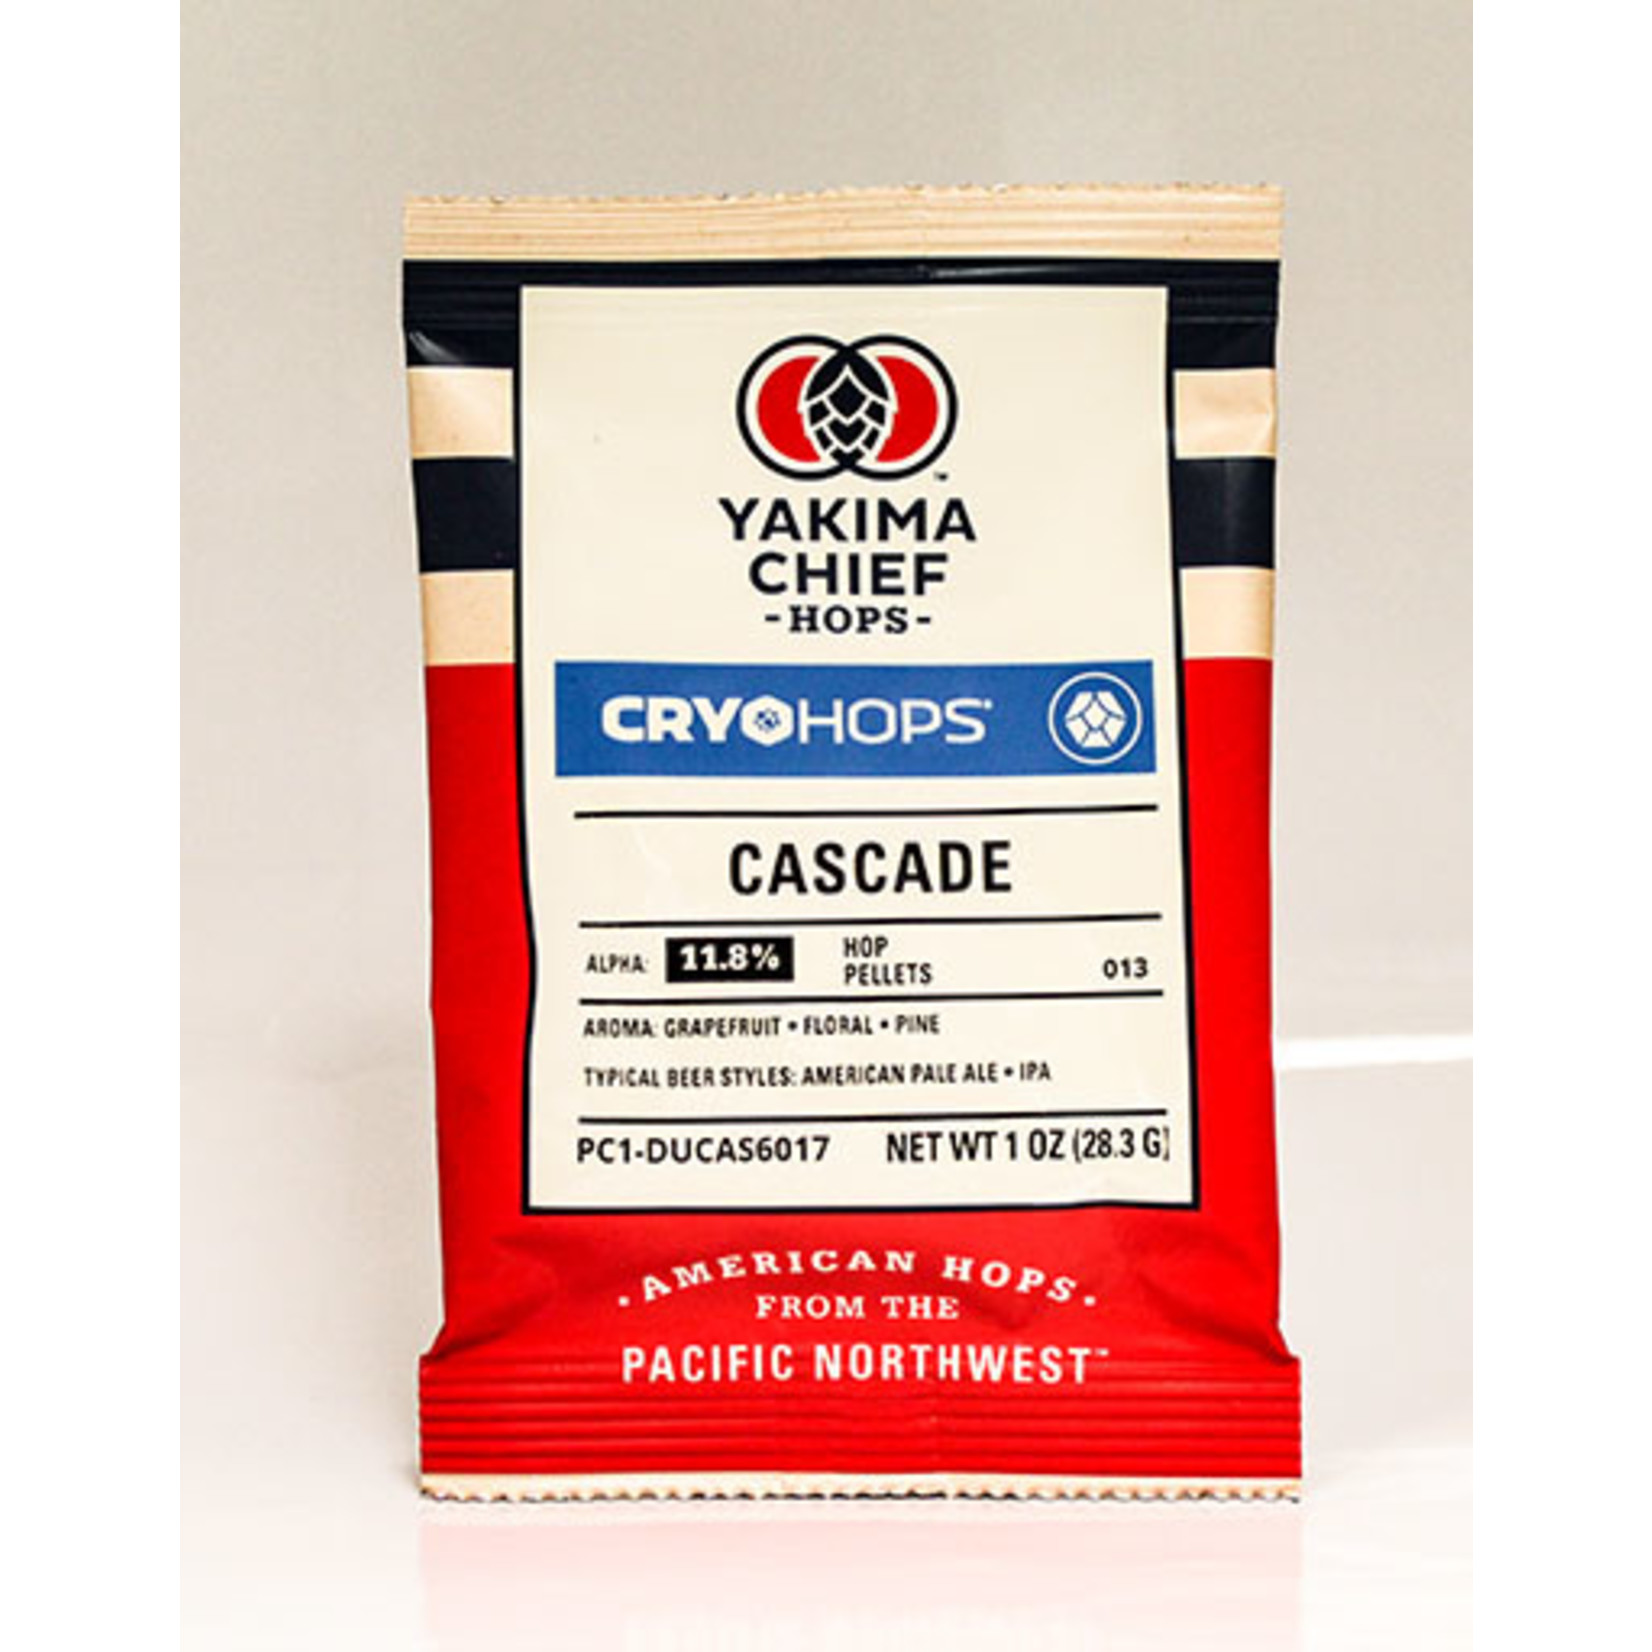 YAKIMA
CHIEF
-HOPS-
CRYOHOPS®
CASCADE
ALPHA: 11.8% HOP PELLETS 013
AROMA: GRAPEFRUIT • FLORAL • PINE
TYPICAL BEER STYLES: AMERICAN PALE ALE • IPA
PC1-DUCAS6017 NET WT 1 OZ (28.3 G)
· AMERICAN HOPS ·
FROM THE
PACIFIC NORTHWEST™